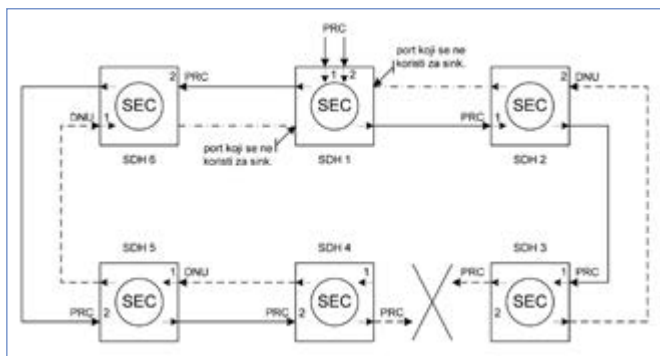 PRC
1 2
port koji se ne
koristi za sink.
2 PRC
SEC
DNU 1
SDH 6
SEC
SDH 1
port koji se ne
koristi za sink.
2 DNU
SEC
PRC 1
SDH 2
SDH 5
1 DNU
SEC
PRC 2
SDH 4
1
SEC
PRC 2 PRC
SDH 3
PRC
1 PRC
SEC
2